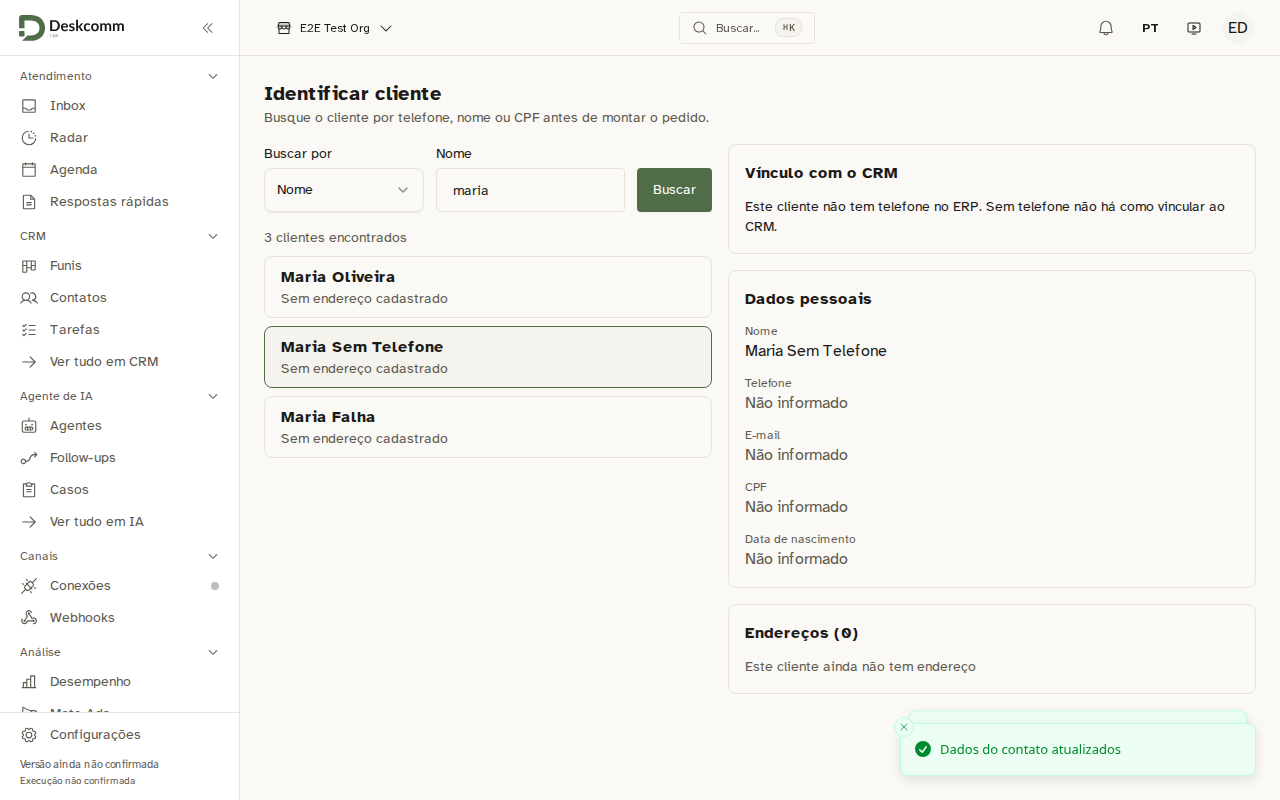 Deskcomm
E2E Test Org
Buscar...
⌘K
PT
ED
Atendimento
Inbox
Radar
Agenda
Respostas rápidas
CRM
Funis
Contatos
Tarefas
Ver tudo em CRM
Agente de IA
Agentes
Follow-ups
Casos
Ver tudo em IA
Canais
Conexões
Webhooks
Análise
Desempenho
Meta Ads
Configurações
Versão ainda não confirmada
Execução não confirmada
Identificar cliente
Busque o cliente por telefone, nome ou CPF antes de montar o pedido.
Buscar por
Nome
Nome
maria
Buscar
3 clientes encontrados
Maria Oliveira
Sem endereço cadastrado
Maria Sem Telefone
Sem endereço cadastrado
Maria Falha
Sem endereço cadastrado
Vínculo com o CRM
Este cliente não tem telefone no ERP. Sem telefone não há como vincular ao
CRM.
Dados pessoais
Nome
Maria Sem Telefone
Telefone
Não informado
E-mail
Não informado
CPF
Não informado
Data de nascimento
Não informado
Endereços (0)
Este cliente ainda não tem endereço
Dados do contato atualizados